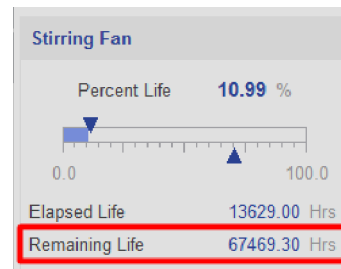 Stirring Fan
Percent Life 10.99 %
0.0 100.0
Elapsed Life 13629.00 Hrs
Remaining Life 67469.30 Hrs